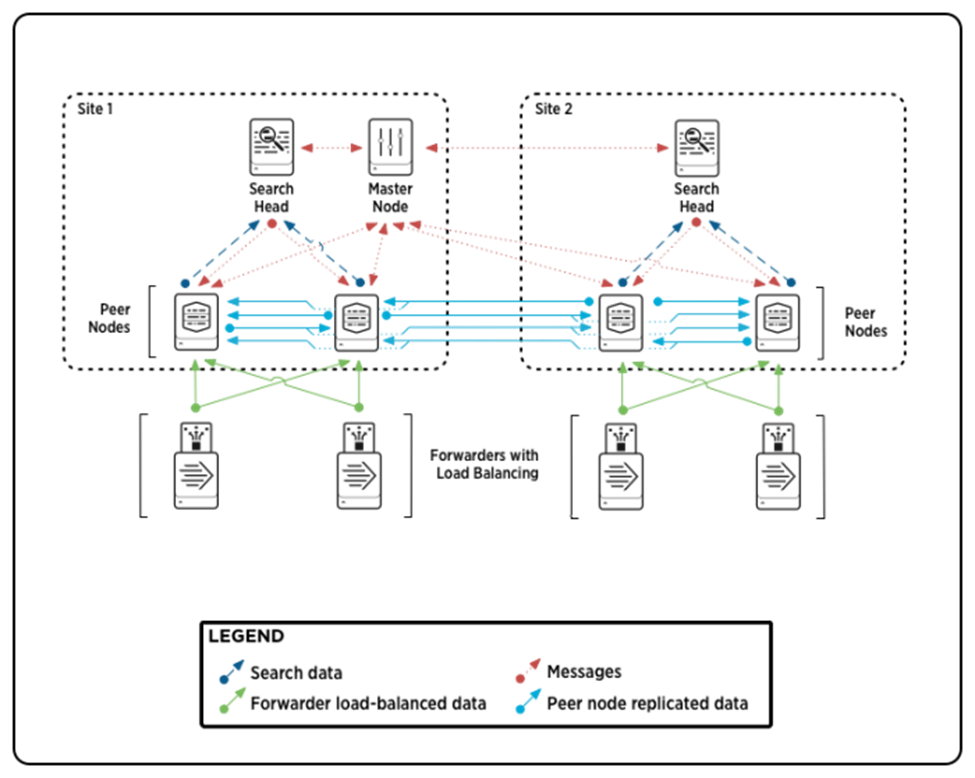 Site 1
Site 2
Search
Head
Master
Node
Search
Head
Peer
Nodes
Peer
Nodes
Forwarders with
Load Balancing
LEGEND
Search data
Messages
Forwarder load-balanced data
Peer node replicated data